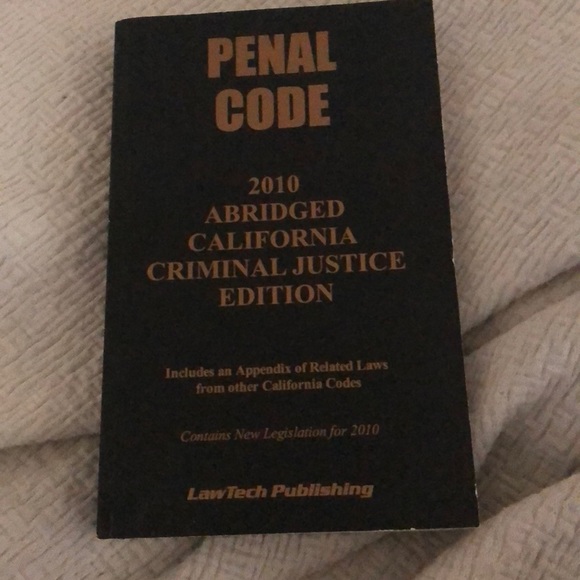 PENAL
CODE
2010
ABRIDGED
CALIFORNIA
CRIMINAL JUSTICE
EDITION
Includes an Appendix of Related Laws
from other California Codes
Contains New Legislation for 2010
LawTech Publishing